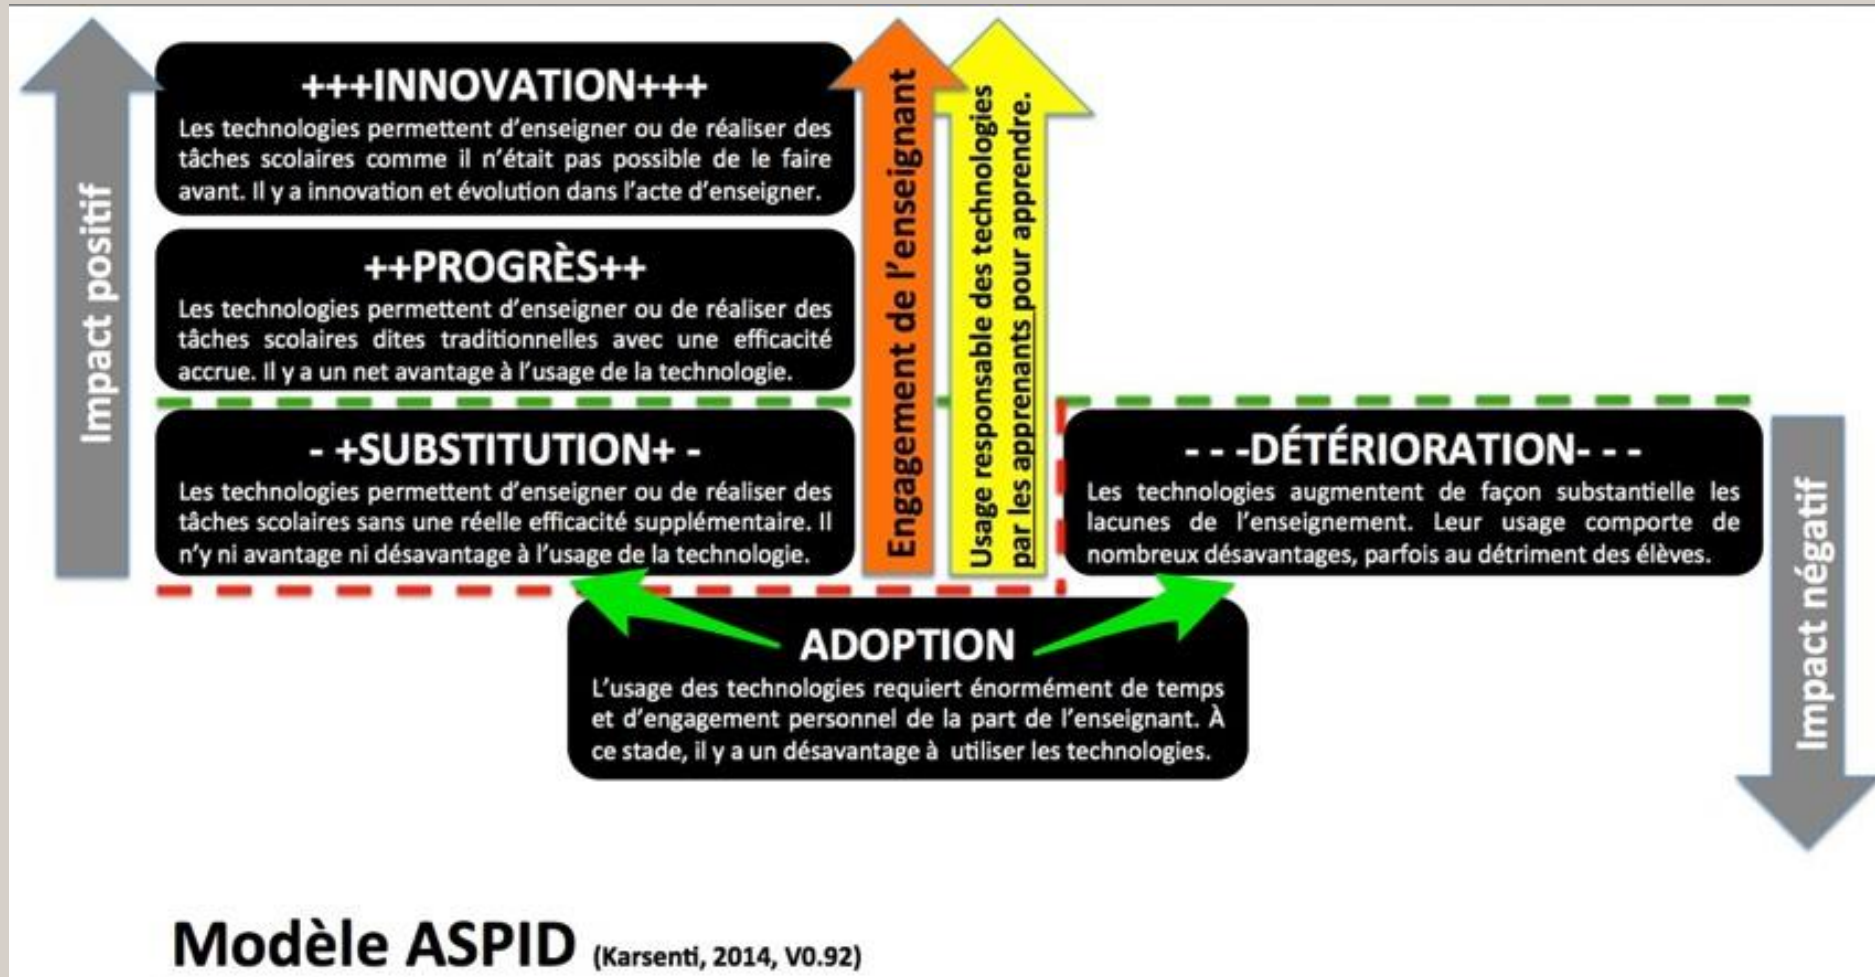 Impact positif
+++INNOVATION+++
Les technologies permettent d'enseigner ou de réaliser des
tâches scolaires comme il n'était pas possible de le faire
avant. Il y a innovation et évolution dans l'acte d'enseigner.
++PROGRÈS++
Les technologies permettent d'enseigner ou de réaliser des
tâches scolaires dites traditionnelles avec une efficacité
accrue. Il y a un net avantage à l'usage de la technologie.
- +SUBSTITUTION+ -
Les technologies permettent d'enseigner ou de réaliser des
tâches scolaires sans une réelle efficacité supplémentaire. Il
n'y ni avantage ni désavantage à l'usage de la technologie.
Engagement de l'enseignant
Usage responsable des technologies
par les apprenants pour apprendre.
- - -DÉTÉRIORATION- - -
Les technologies augmentent de façon substantielle les
lacunes de l'enseignement. Leur usage comporte de
nombreux désavantages, parfois au détriment des élèves.
Impact négatif
ADOPTION
L'usage des technologies requiert énormément de temps
et d'engagement personnel de la part de l'enseignant. À
ce stade, il y a un désavantage à utiliser les technologies.
Modèle ASPID (Karsenti, 2014, V0.92)